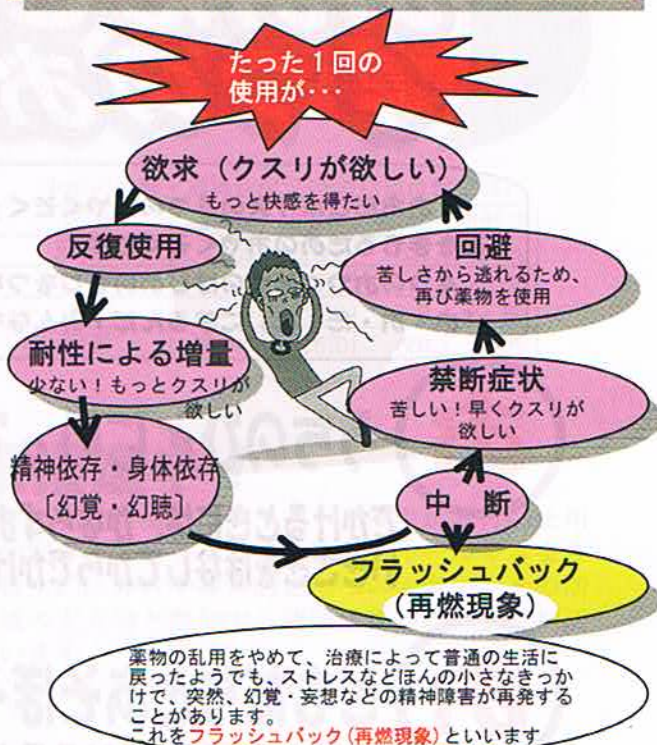 たった１回の
使用が･･･
欲求（クスリが欲しい）
もっと快感を得たい
反復使用
耐性による増量
少ない！もっとクスリが
欲しい
精神依存・身体依存
〔幻覚・幻聴〕
中　断
禁断症状
苦しい！早くクスリが
欲しい
回避
苦しさから逃れるため、
再び薬物を使用
フラッシュバック
(再燃現象)
薬物の乱用をやめて、治療によって普通の生活に
戻ったようでも、ストレスなどほんの小さなきっか
けで、突然、幻覚・妄想などの精神障害が再発する
ことがあります。
これをフラッシュバック(再燃現象)といいます